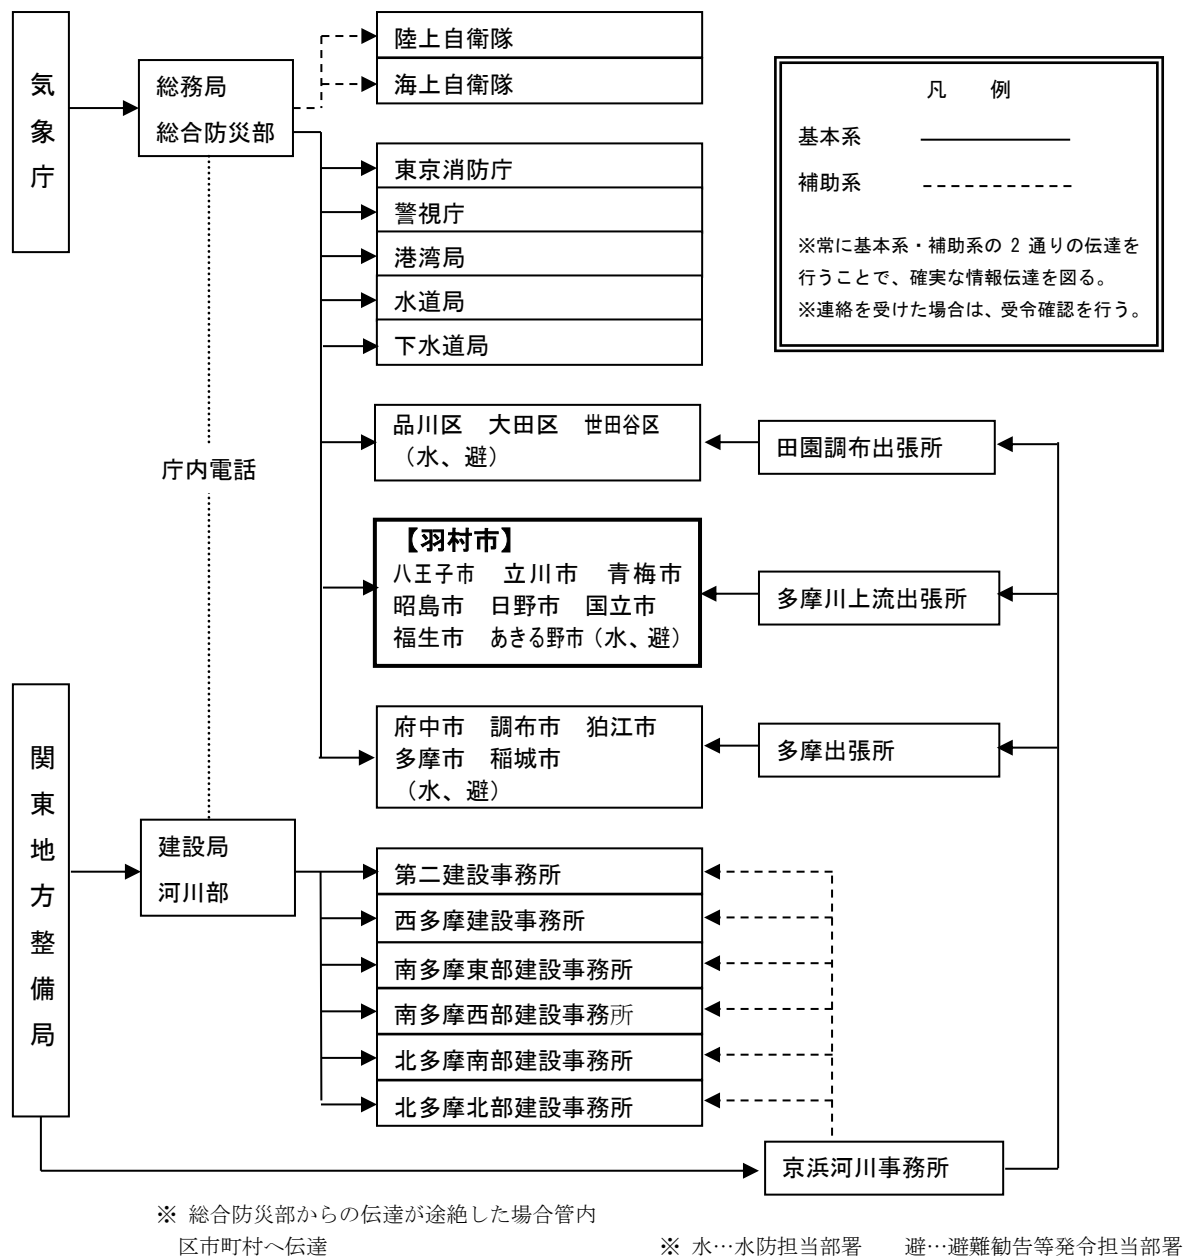 気象庁
総務局
総合防災部
陸上自衛隊
海上自衛隊
東京消防庁
警視庁
港湾局
水道局
下水道局
凡　例
基本系
補助系
※常に基本系・補助系の 2 通りの伝達を
行うことで、確実な情報伝達を図る。
※連絡を受けた場合は、受令確認を行う。
品川区　大田区　世田谷区
（水、避）
田園調布出張所
庁内電話
【羽村市】
八王子市　立川市　青梅市
昭島市　日野市　国立市
福生市　あきる野市（水、避）
多摩川上流出張所
府中市　調布市　狛江市
多摩市　稲城市
（水、避）
多摩出張所
関東地方整備局
建設局
河川部
第二建設事務所
西多摩建設事務所
南多摩東部建設事務所
南多摩西部建設事務所
北多摩南部建設事務所
北多摩北部建設事務所
京浜河川事務所
※ 総合防災部からの伝達が途絶した場合管内
区市町村へ伝達
※ 水…水防担当部署　避…避難勧告等発令担当部署